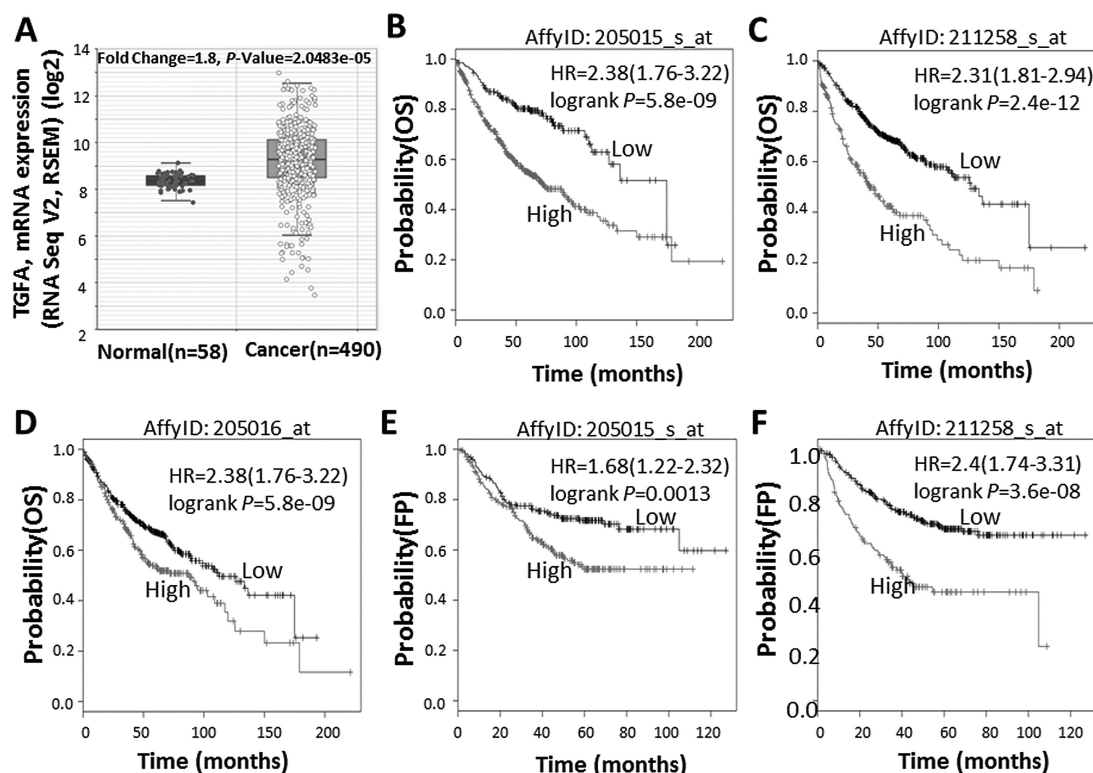 A
Fold Change=1.8, P-Value=2.0483e-05
TGFA, mRNA expression
(RNA Seq V2, RSEM) (log2)
14
12
10
8
6
4
2
Normal(n=58)
Cancer(n=490)
B
AffyID: 205015_s_at
HR=2.38(1.76-3.22)
logrank P=5.8e-09
Low
High
Probability(OS)
1.0
0.8
0.6
0.4
0.2
0.0
0 50 100 150 200
Time (months)
C
AffyID: 211258_s_at
HR=2.31(1.81-2.94)
logrank P=2.4e-12
Low
High
Probability(OS)
1.0
0.8
0.6
0.4
0.2
0.0
0 50 100 150 200
Time (months)
D
AffyID: 205016_at
HR=2.38(1.76-3.22)
logrank P=5.8e-09
Low
High
Probability(OS)
1.0
0.8
0.6
0.4
0.2
0.0
0 50 100 150 200
Time (months)
E
AffyID: 205015_s_at
HR=1.68(1.22-2.32)
logrank P=0.0013
Low
High
Probability(FP)
1.0
0.8
0.6
0.4
0.2
0.0
0 20 40 60 80 100 120
Time (months)
F
AffyID: 211258_s_at
HR=2.4(1.74-3.31)
logrank P=3.6e-08
Low
High
Probability(FP)
1.0
0.8
0.6
0.4
0.2
0.0
0 20 40 60 80 100 120
Time (months)